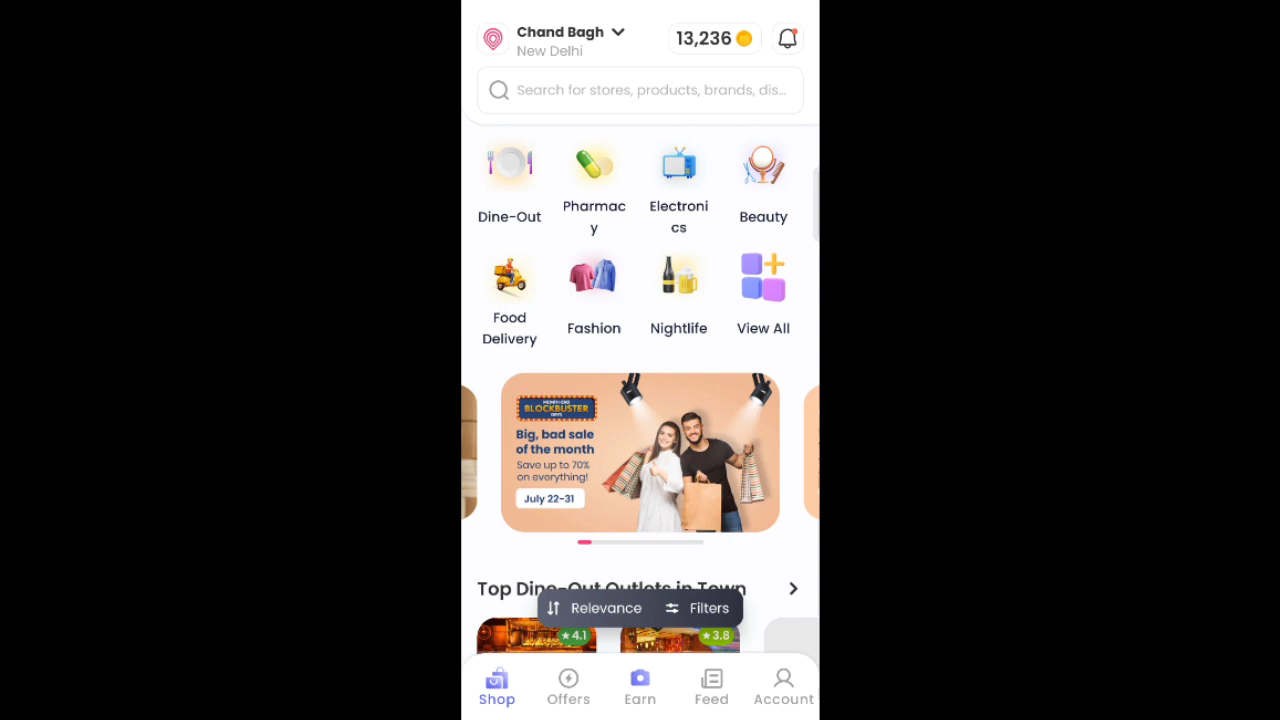 Chand Bagh
New Delhi
13,236
Search for stores, products, brands, dis...
Dine-Out
Pharmac
y
Electroni
cs
Beauty
Food
Delivery
Fashion
Nightlife
View All
MONTH-END
BLOCKBUSTER
DAYS
Big, bad sale
of the month
Save up to 70%
on everything!
July 22-31
Top Dine-Out Outlets in Town
Relevance
Filters
4.1
3.8
Shop
Offers
Earn
Feed
Account